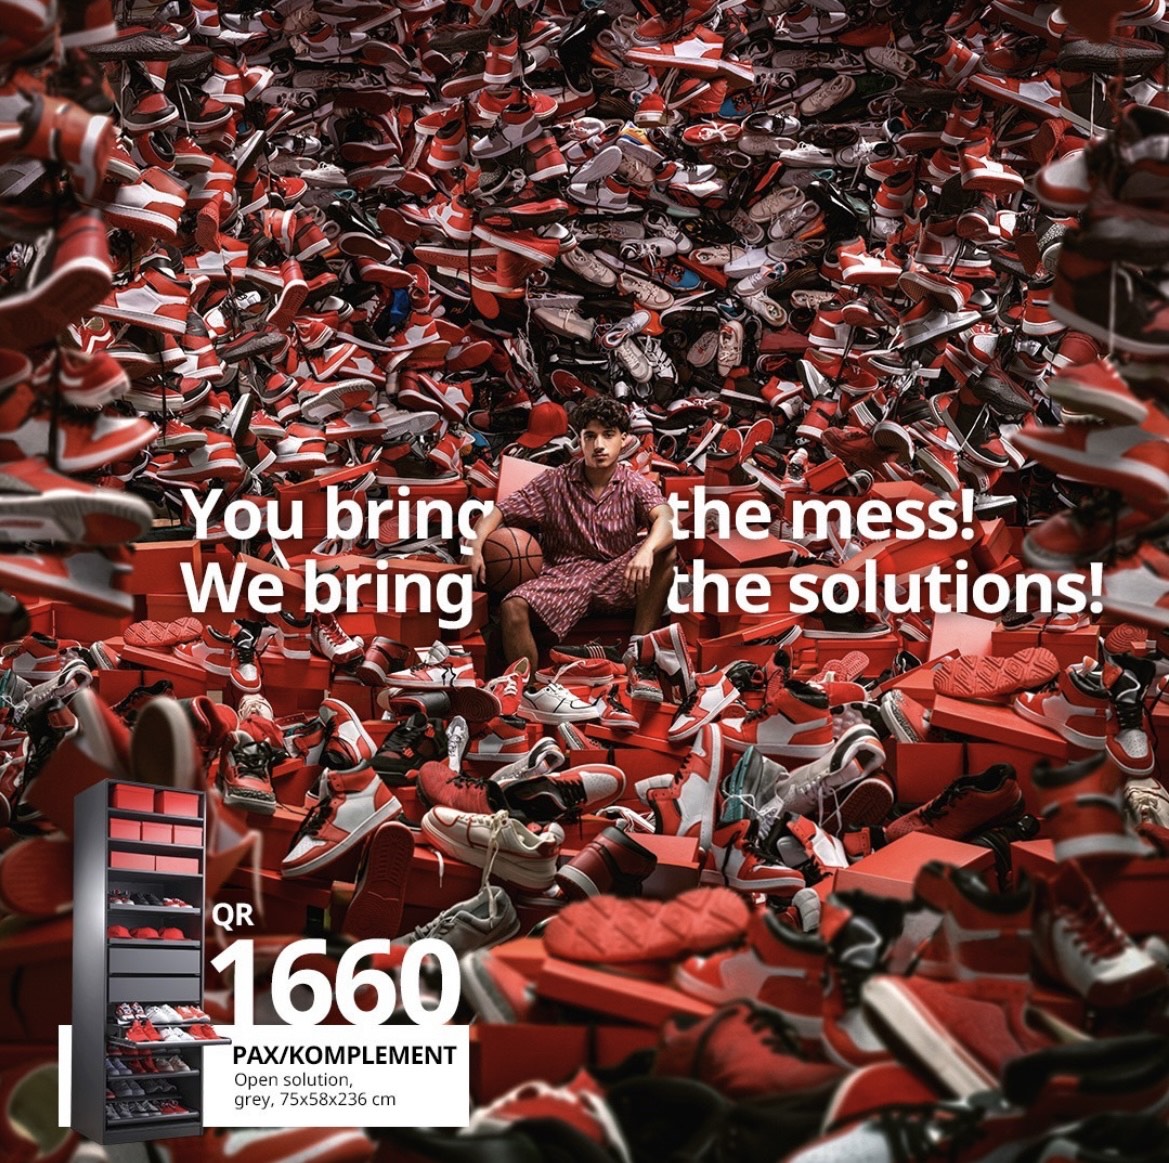 You bring the mess!
We bring the solutions!
QR
1660
PAX/KOMPLEMENT
Open solution,
grey, 75x58x236 cm